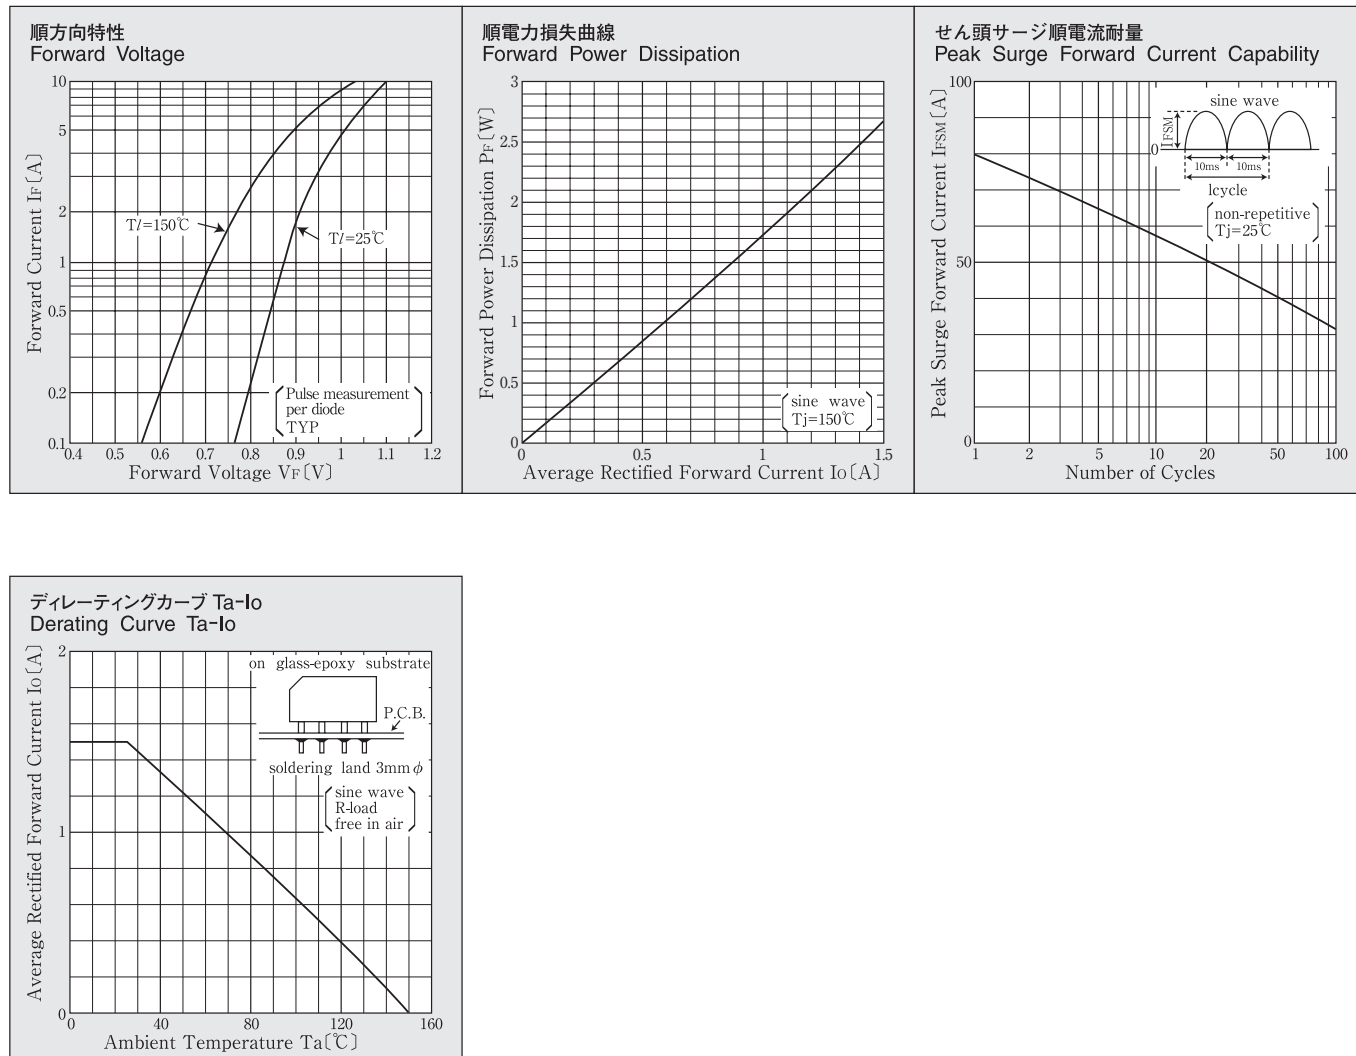 順方向特性
Forward Voltage
Forward Current IF〔A〕
10
5
2
1
0.5
0.2
0.1
Tl=150℃
Tl=25℃
Pulse measurement
per diode
TYP
0.4 0.5 0.6 0.7 0.8 0.9 1 1.1 1.2
Forward Voltage VF〔V〕
順電力損失曲線
Forward Power Dissipation
Forward Power Dissipation PF〔W〕
3
2.5
2
1.5
1
0.5
0
sine wave
Tj=150℃
0 0.5 1 1.5
Average Rectified Forward Current Io〔A〕
せん頭サージ順電流耐量
Peak Surge Forward Current Capability
Peak Surge Forward Current IFSM〔A〕
100
50
0
sine wave
IFSM
0
10ms 10ms
1cycle
non-repetitive
Tj=25℃
1 2 5 10 20 50 100
Number of Cycles
ディレーティングカーブ Ta-Io
Derating Curve Ta-Io
Average Rectified Forward Current Io〔A〕
2
1
0
on glass-epoxy substrate
P.C.B.
soldering land 3mmφ
sine wave
R-load
free in air
0 40 80 120 160
Ambient Temperature Ta〔℃〕